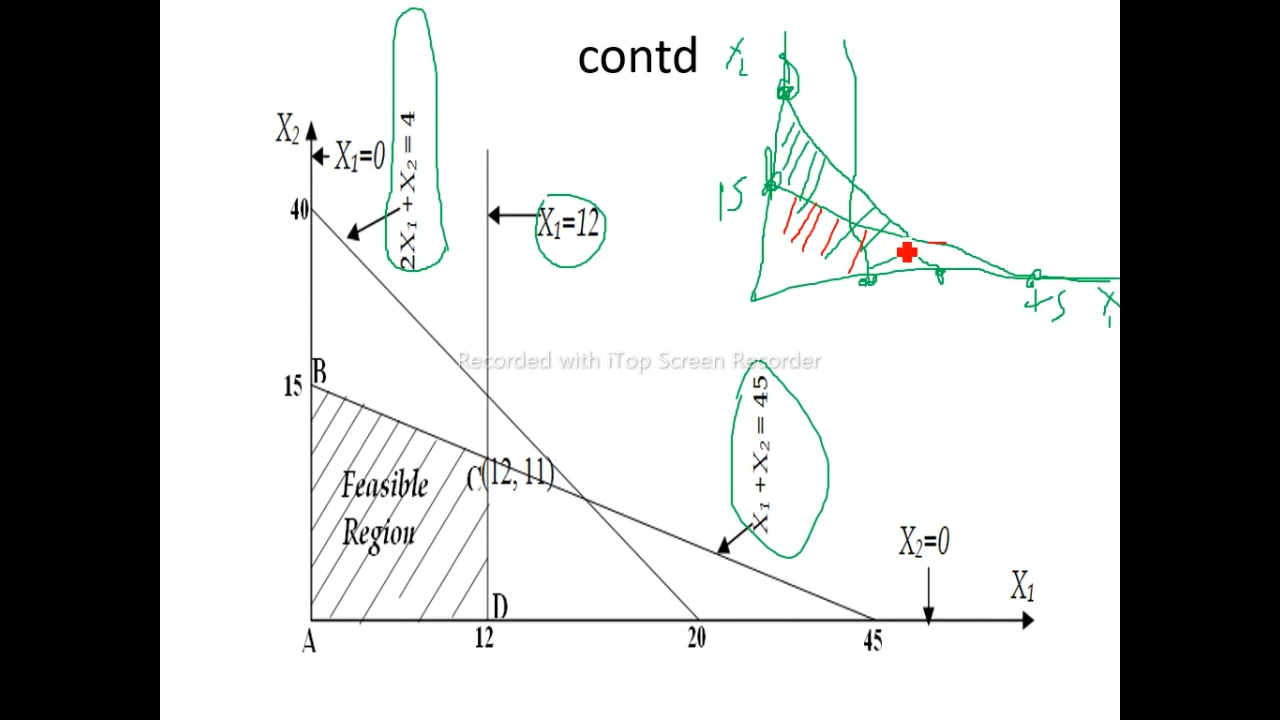 contd
X2
X₂
X₁=0
2X₁ +X₂ = 4
40
X₁=12
15
45
X1
Recorded with iTop Screen Recorder
B
15
X₁ +X₂ = 45
C(12, 11)
Feasible
Region
X₂=0
X₁
D
A
12
20
45